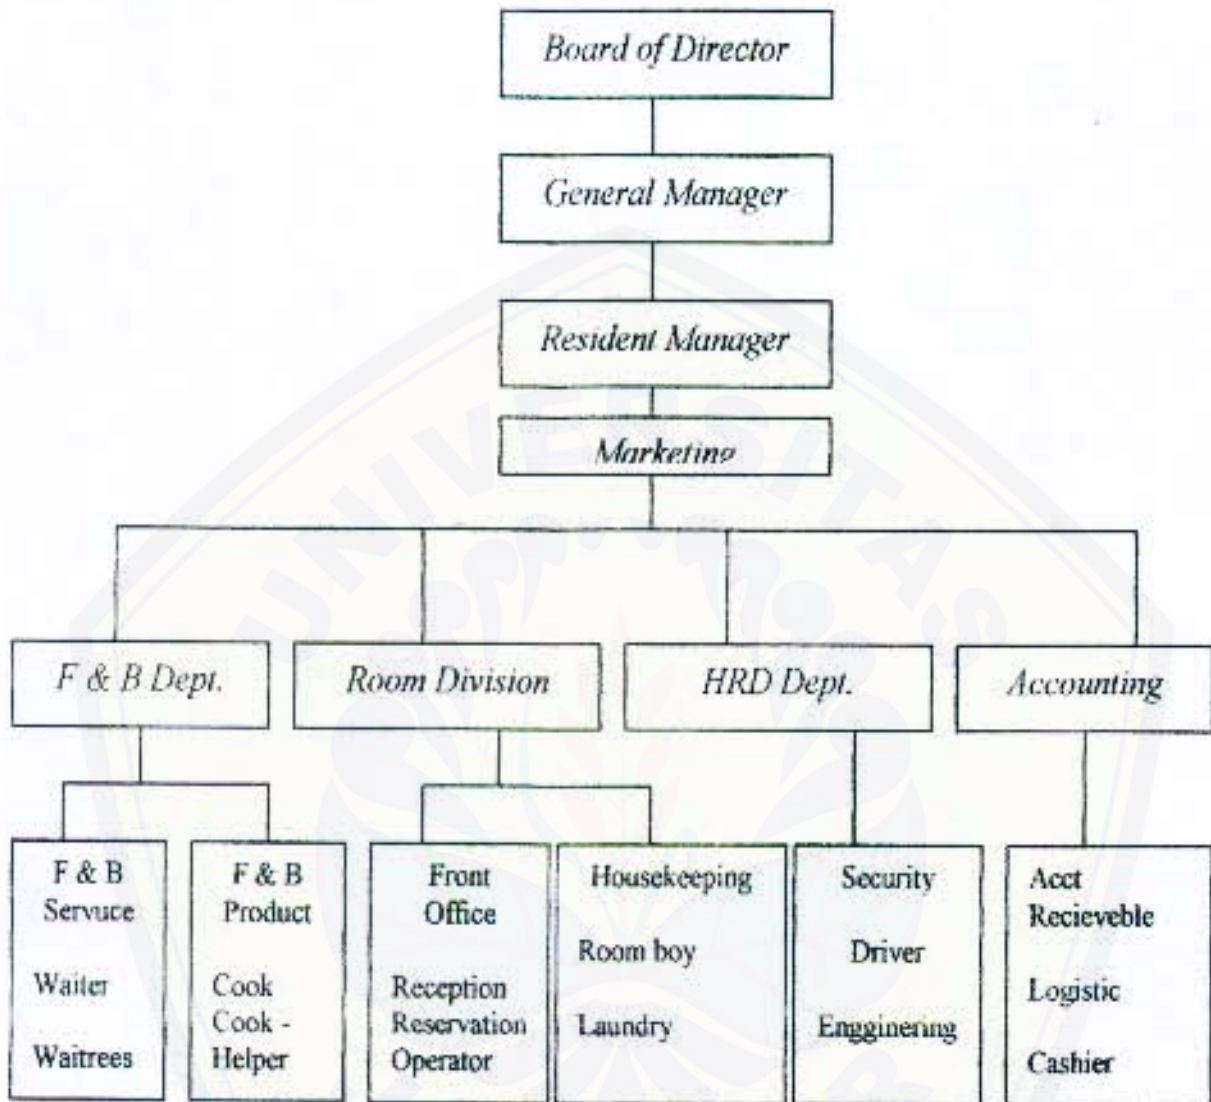 Board of Director
General Manager
Resident Manager
Marketing
F & B Dept.
Room Division
HRD Dept.
Accounting
F & B
Servuce
Waiter
Waitrees
F & B
Product
Cook
Cook -
Helper
Front
Office
Reception
Reservation
Operator
Housekeeping
Room boy
Laundry
Security
Driver
Engginering
Acct
Recieveble
Logistic
Cashier
UNIVERSITAS